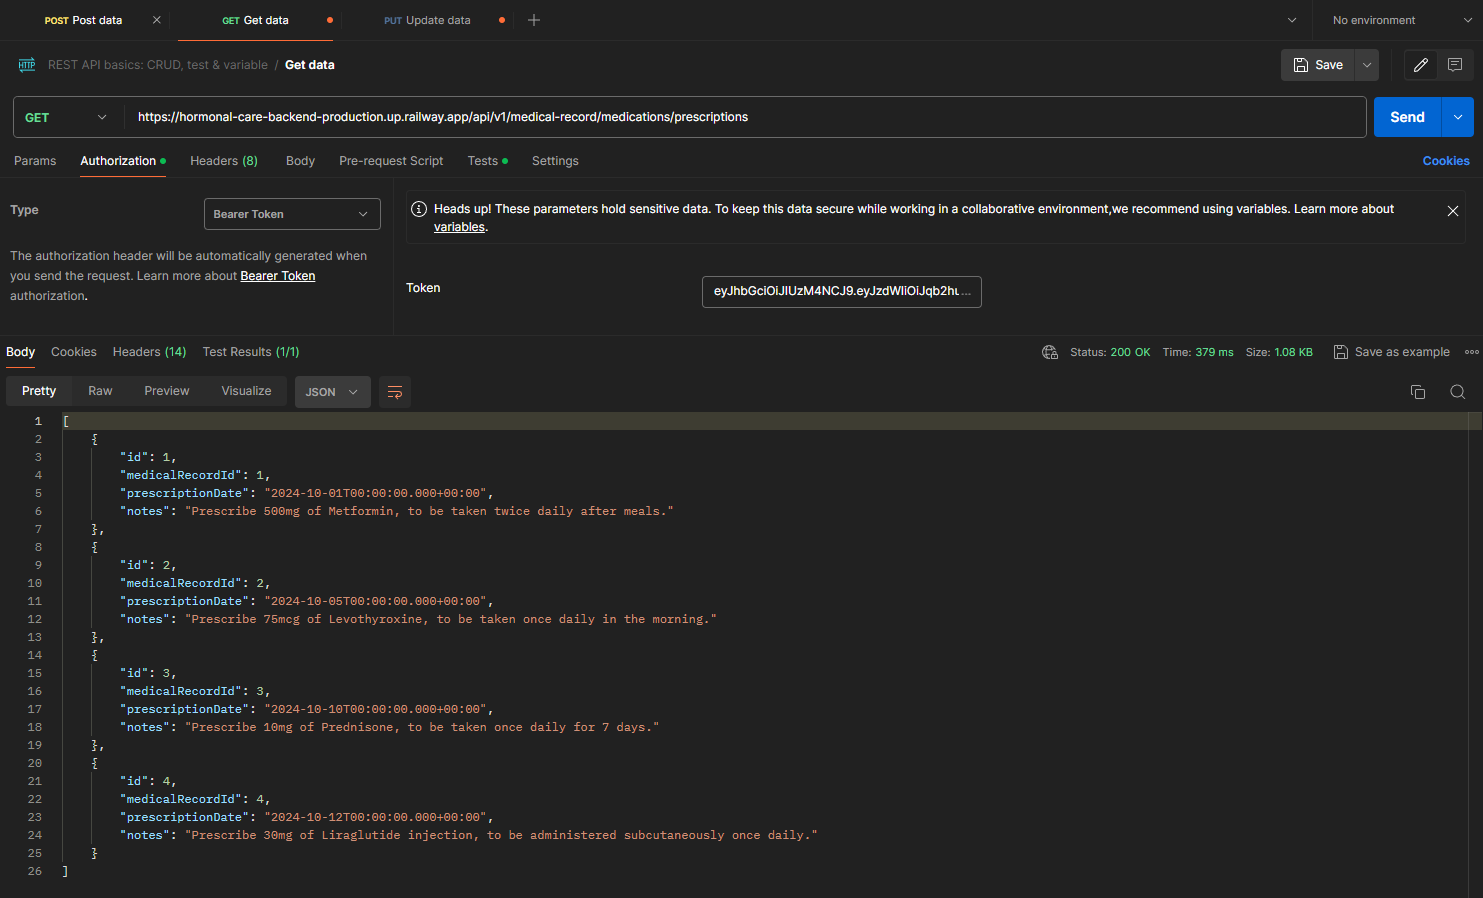 POST Post data
GET Get data
PUT Update data
No environment
HTTP REST API basics: CRUD, test & variable / Get data
Save
GET
https://hormonal-care-backend-production.up.railway.app/api/v1/medical-record/medications/prescriptions
Send
Params Authorization Headers (8) Body Pre-request Script Tests Settings Cookies
Type
Bearer Token
The authorization header will be automatically generated when
you send the request. Learn more about Bearer Token
authorization.
Heads up! These parameters hold sensitive data. To keep this data secure while working in a collaborative environment,we recommend using variables. Learn more about
variables.
Token
eyJhbGciOiJIUzM4NCJ9.eyJzdWIiOiJqb2hu...
Body Cookies Headers (14) Test Results (1/1)
Status: 200 OK Time: 379 ms Size: 1.08 KB Save as example
Pretty Raw Preview Visualize JSON
1 [
2 {
3 "id": 1,
4 "medicalRecordId": 1,
5 "prescriptionDate": "2024-10-01T00:00:00.000+00:00",
6 "notes": "Prescribe 500mg of Metformin, to be taken twice daily after meals."
7 },
8 {
9 "id": 2,
10 "medicalRecordId": 2,
11 "prescriptionDate": "2024-10-05T00:00:00.000+00:00",
12 "notes": "Prescribe 75mcg of Levothyroxine, to be taken once daily in the morning."
13 },
14 {
15 "id": 3,
16 "medicalRecordId": 3,
17 "prescriptionDate": "2024-10-10T00:00:00.000+00:00",
18 "notes": "Prescribe 10mg of Prednisone, to be taken once daily for 7 days."
19 },
20 {
21 "id": 4,
22 "medicalRecordId": 4,
23 "prescriptionDate": "2024-10-12T00:00:00.000+00:00",
24 "notes": "Prescribe 30mg of Liraglutide injection, to be administered subcutaneously once daily."
25 }
26 ]